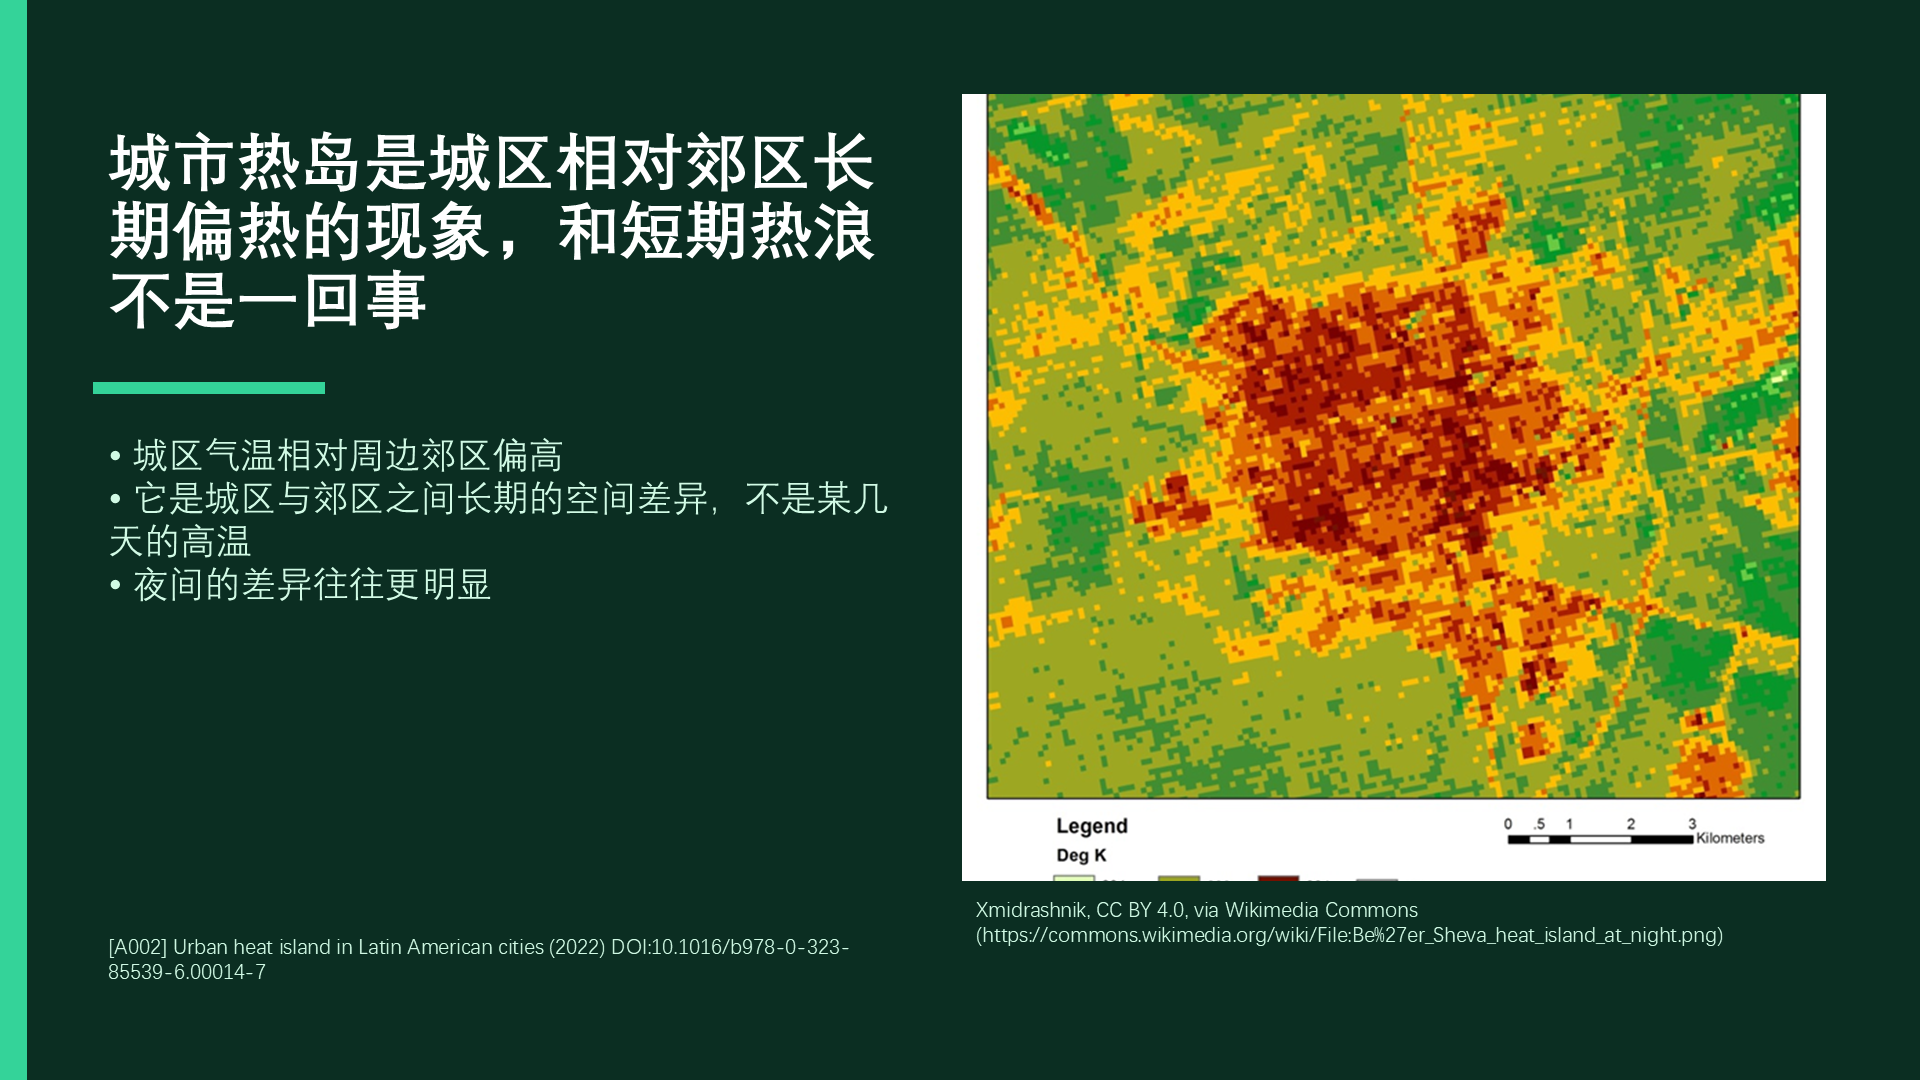 城市热岛是城区相对郊区长
期偏热的现象，和短期热浪
不是一回事
• 城区气温相对周边郊区偏高
• 它是城区与郊区之间长期的空间差异，不是某几
天的高温
• 夜间的差异往往更明显
[A002] Urban heat island in Latin American cities (2022) DOI:10.1016/b978-0-323-
85539-6.00014-7
Legend
Deg K
0 .5 1 2 3
Kilometers
Xmidrashnik, CC BY 4.0, via Wikimedia Commons
(https://commons.wikimedia.org/wiki/File:Be%27er_Sheva_heat_island_at_night.png)